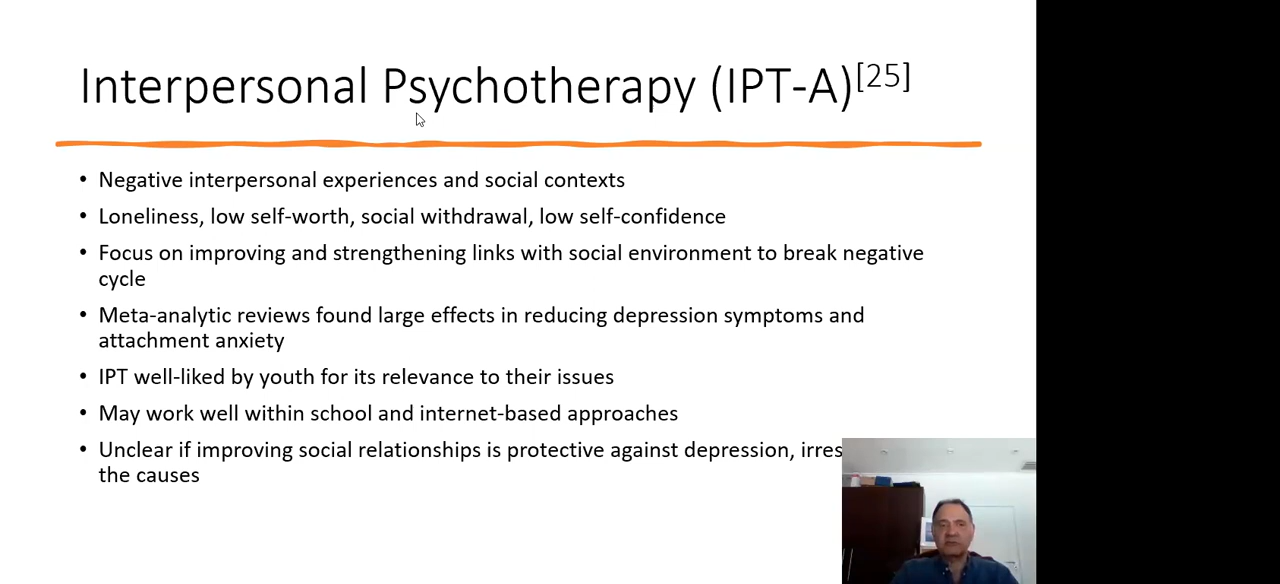 Interpersonal Psychotherapy (IPT-A)[25]
• Negative interpersonal experiences and social contexts
• Loneliness, low self-worth, social withdrawal, low self-confidence
• Focus on improving and strengthening links with social environment to break negative
cycle
• Meta-analytic reviews found large effects in reducing depression symptoms and
attachment anxiety
• IPT well-liked by youth for its relevance to their issues
• May work well within school and internet-based approaches
• Unclear if improving social relationships is protective against depression,
the causes